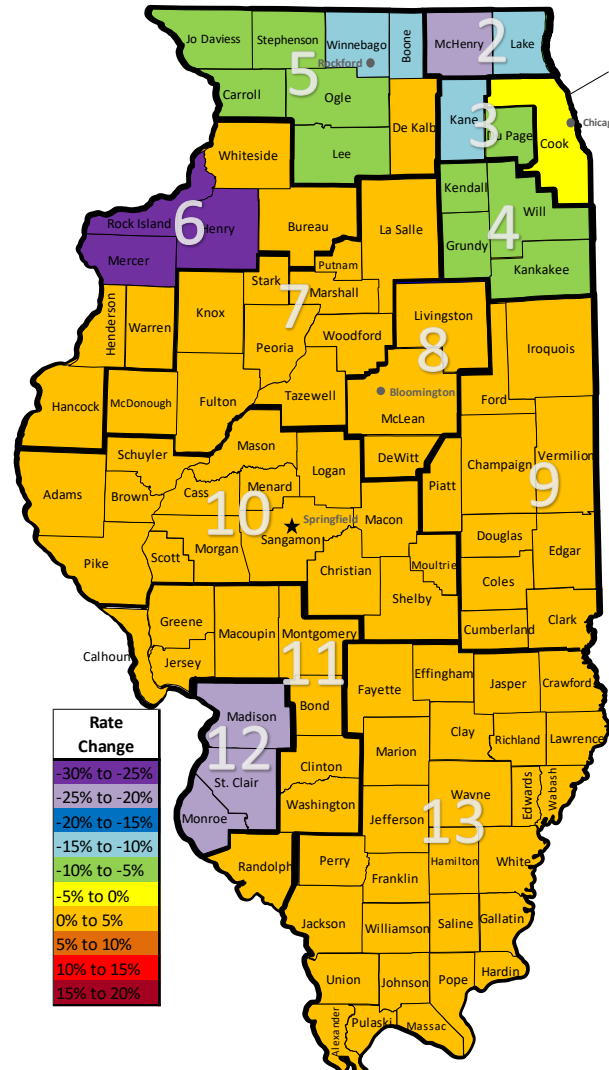 Jo Daviess
Stephenson
Winnebago
Boone
McHenry
2
Lake
Rockford
5
Carroll
Ogle
De Kalb
Kane
3
Du Page
Cook
Chicag
Whiteside
Lee
Kendall
Will
4
Grundy
Kankakee
Rock Island
6
Henry
Mercer
Bureau
La Salle
Putnam
Stark
Marshall
7
Henderson
Warren
Knox
Peoria
Woodford
Livingston
8
Iroquois
Hancock
McDonough
Fulton
Tazewell
Bloomington
McLean
Ford
Schuyler
Mason
Logan
DeWitt
Champaign
Vermilion
9
Adams
Brown
Cass
Menard
10
Springfield
Sangamon
Macon
Piatt
Pike
Scott
Morgan
Christian
Moultrie
Douglas
Edgar
Coles
Shelby
Greene
Macoupin
Montgomery
Cumberland
Clark
Calhoun
Jersey
11
Fayette
Effingham
Jasper
Crawford
Madison
Bond
12
Clay
Richland
Lawrence
Marion
St. Clair
Clinton
Wayne
Edwards
Wabash
Monroe
Washington
Jefferson
13
Randolph
Perry
Hamilton
White
Franklin
Jackson
Williamson
Saline
Gallatin
Union
Johnson
Pope
Hardin
Alexander
Pulaski
Massac
Rate
Change
-30% to -25%
-25% to -20%
-20% to -15%
-15% to -10%
-10% to -5%
-5% to 0%
0% to 5%
5% to 10%
10% to 15%
15% to 20%